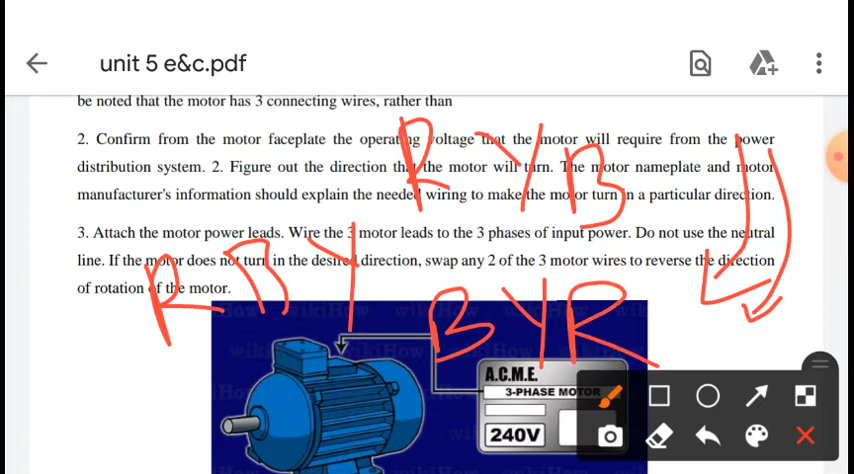 unit 5 e&c.pdf
be noted that the motor has 3 connecting wires, rather than
2. Confirm from the motor faceplate the operating voltage that the motor will require from the power
distribution system. 2. Figure out the direction that the motor will turn. The motor nameplate and motor
manufacturer's information should explain the needed wiring to make the motor turn in a particular direction.
R Y B
3. Attach the motor power leads. Wire the 3 motor leads to the 3 phases of input power. Do not use the neutral
line. If the motor does not turn in the desired direction, swap any 2 of the 3 motor wires to reverse the direction
of rotation of the motor.
R B Y
B Y R
A.C.M.E.
3-PHASE MOTOR
240V